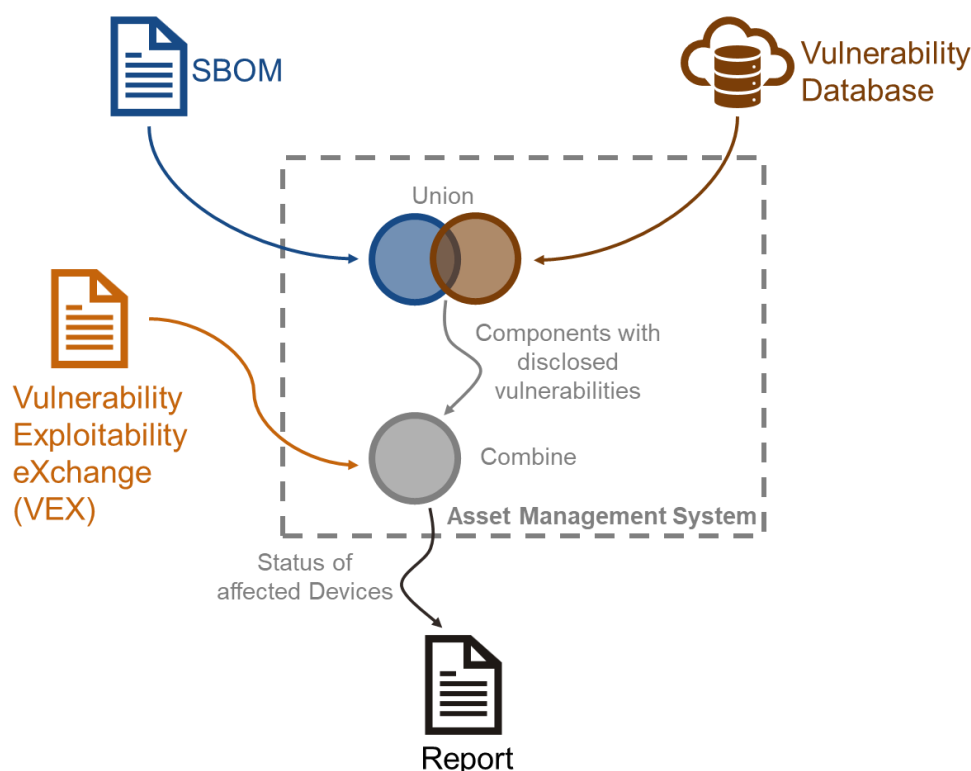 SBOM
Vulnerability
Database
Union
Components with
disclosed
vulnerabilities
Vulnerability
Exploitability
eXchange
(VEX)
Combine
Asset Management System
Status of
affected Devices
Report